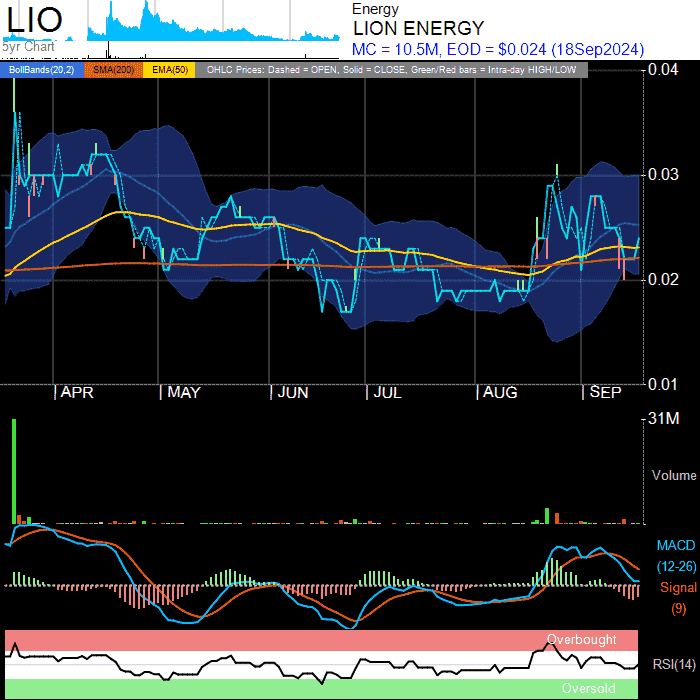 LIO
5yr Chart
Energy
LION ENERGY
MC = 10.5M, EOD = $0.024 (18Sep2024)
BollBands(20,2) SMA(200) EMA(50) OHLC Prices: Dashed = OPEN, Solid = CLOSE, Green/Red bars = Intra-day HIGH/LOW
0.04
0.03
0.02
0.01
APR MAY JUN JUL AUG SEP
31M
Volume
MACD
(12-26)
Signal
(9)
Overbought
RSI(14)
Oversold